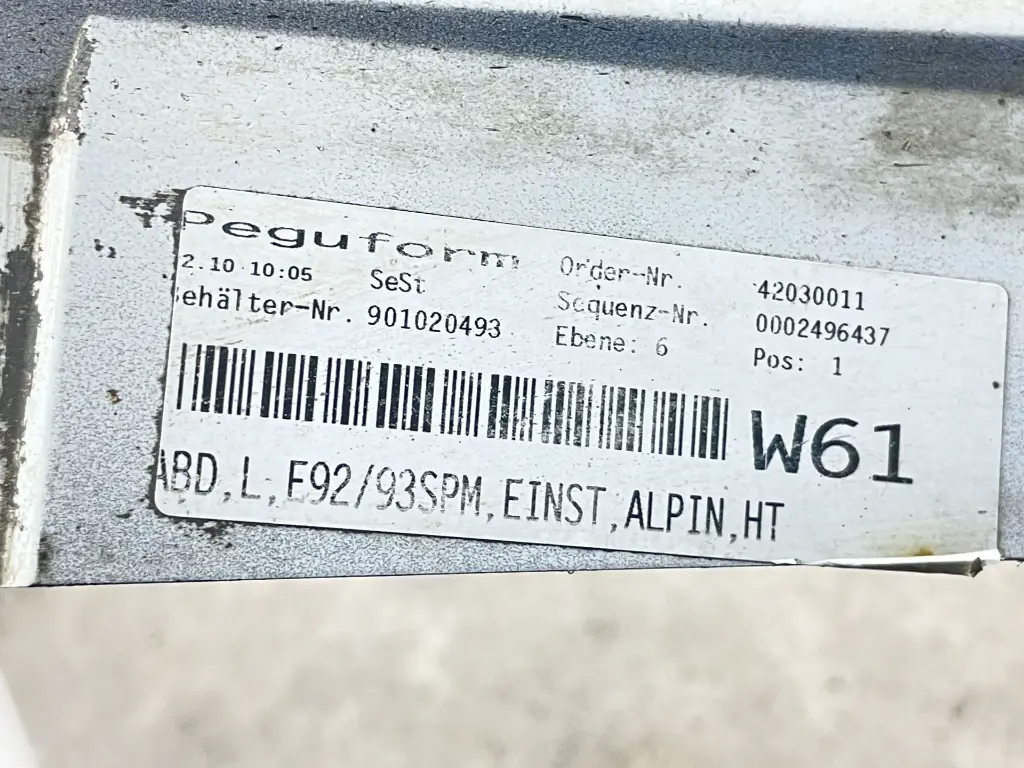 Peguform
2.10 10:05 SeSt
ehälter-Nr. 901020493
Order-Nr. 42030011
Sequenz-Nr. 0002496437
Ebene: 6 Pos: 1
W61
ABD,L,E92/93SPM,EINST,ALPIN,HT